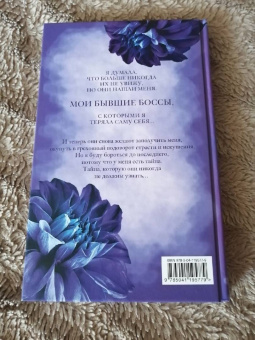 Я ДУМАЛА,
ЧТО БОЛЬШЕ НИКОГДА
ИХ НЕ УВИЖУ,
НО ОНИ НАШЛИ МЕНЯ
МОИ БЫВШИЕ БОССЫ,
С КОТОРЫМИ Я
ТЕРЯЛА САМУ СЕБЯ...
И теперь они снова желают заполучить меня,
в греховный водоворот страсти и искушения.
Но я буду бороться до последнего,
потому что у меня есть тайна.
Тайна, которую они никогда
не должны узнать...